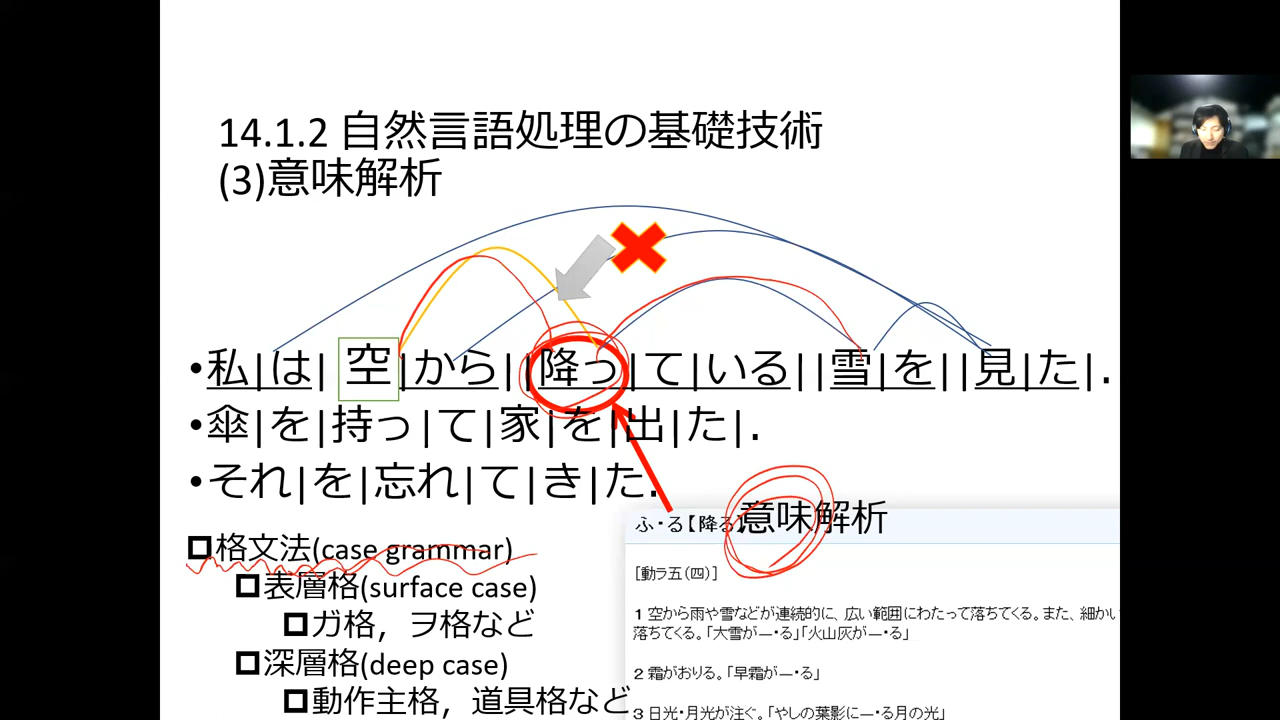 14.1.2 自然言語処理の基礎技術
(3)意味解析
•私|は| 空|から||降っ|て|いる||雪|を||見|た|.
•傘|を|持っ|て|家|を|出|た|.
•それ|を|忘れ|て|き|た.
格文法(case grammar)
表層格(surface case)
ガ格，ヲ格など
深層格(deep case)
動作主格，道具格など
意味解析
ふ・る【降る】
[動ラ五(四)]
1 空から雨や雪などが連続的に、広い範囲にわたって落ちてくる。また、細かい
落ちてくる。「大雪が―・る」「火山灰が―・る」
2 霜がおりる。「早霜が―・る」
3 日光・月光が注ぐ。「やしの葉影に―・る月の光」